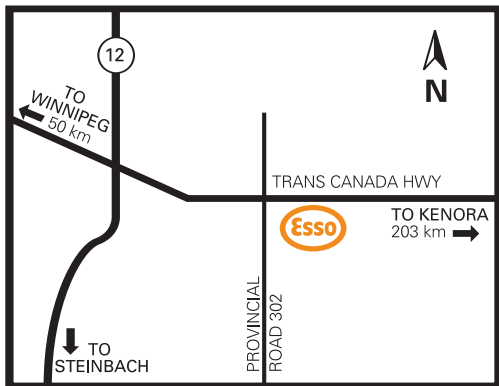 12
N
TO
WINNIPEG
50 km
TRANS CANADA HWY
Esso
TO KENORA
203 km
PROVINCIAL
ROAD 302
TO
STEINBACH